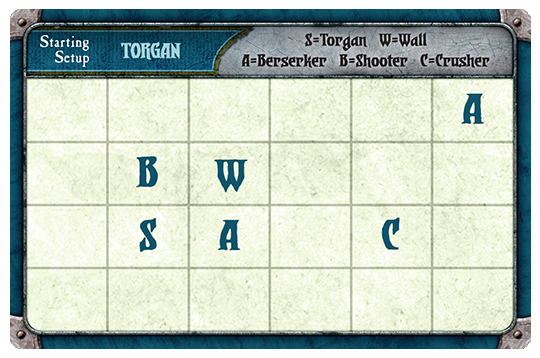 Starting Setup
TORGAN
S=Torgan W=Wall
A=Berserker B=Shooter C=Crusher
A
B W
S A C